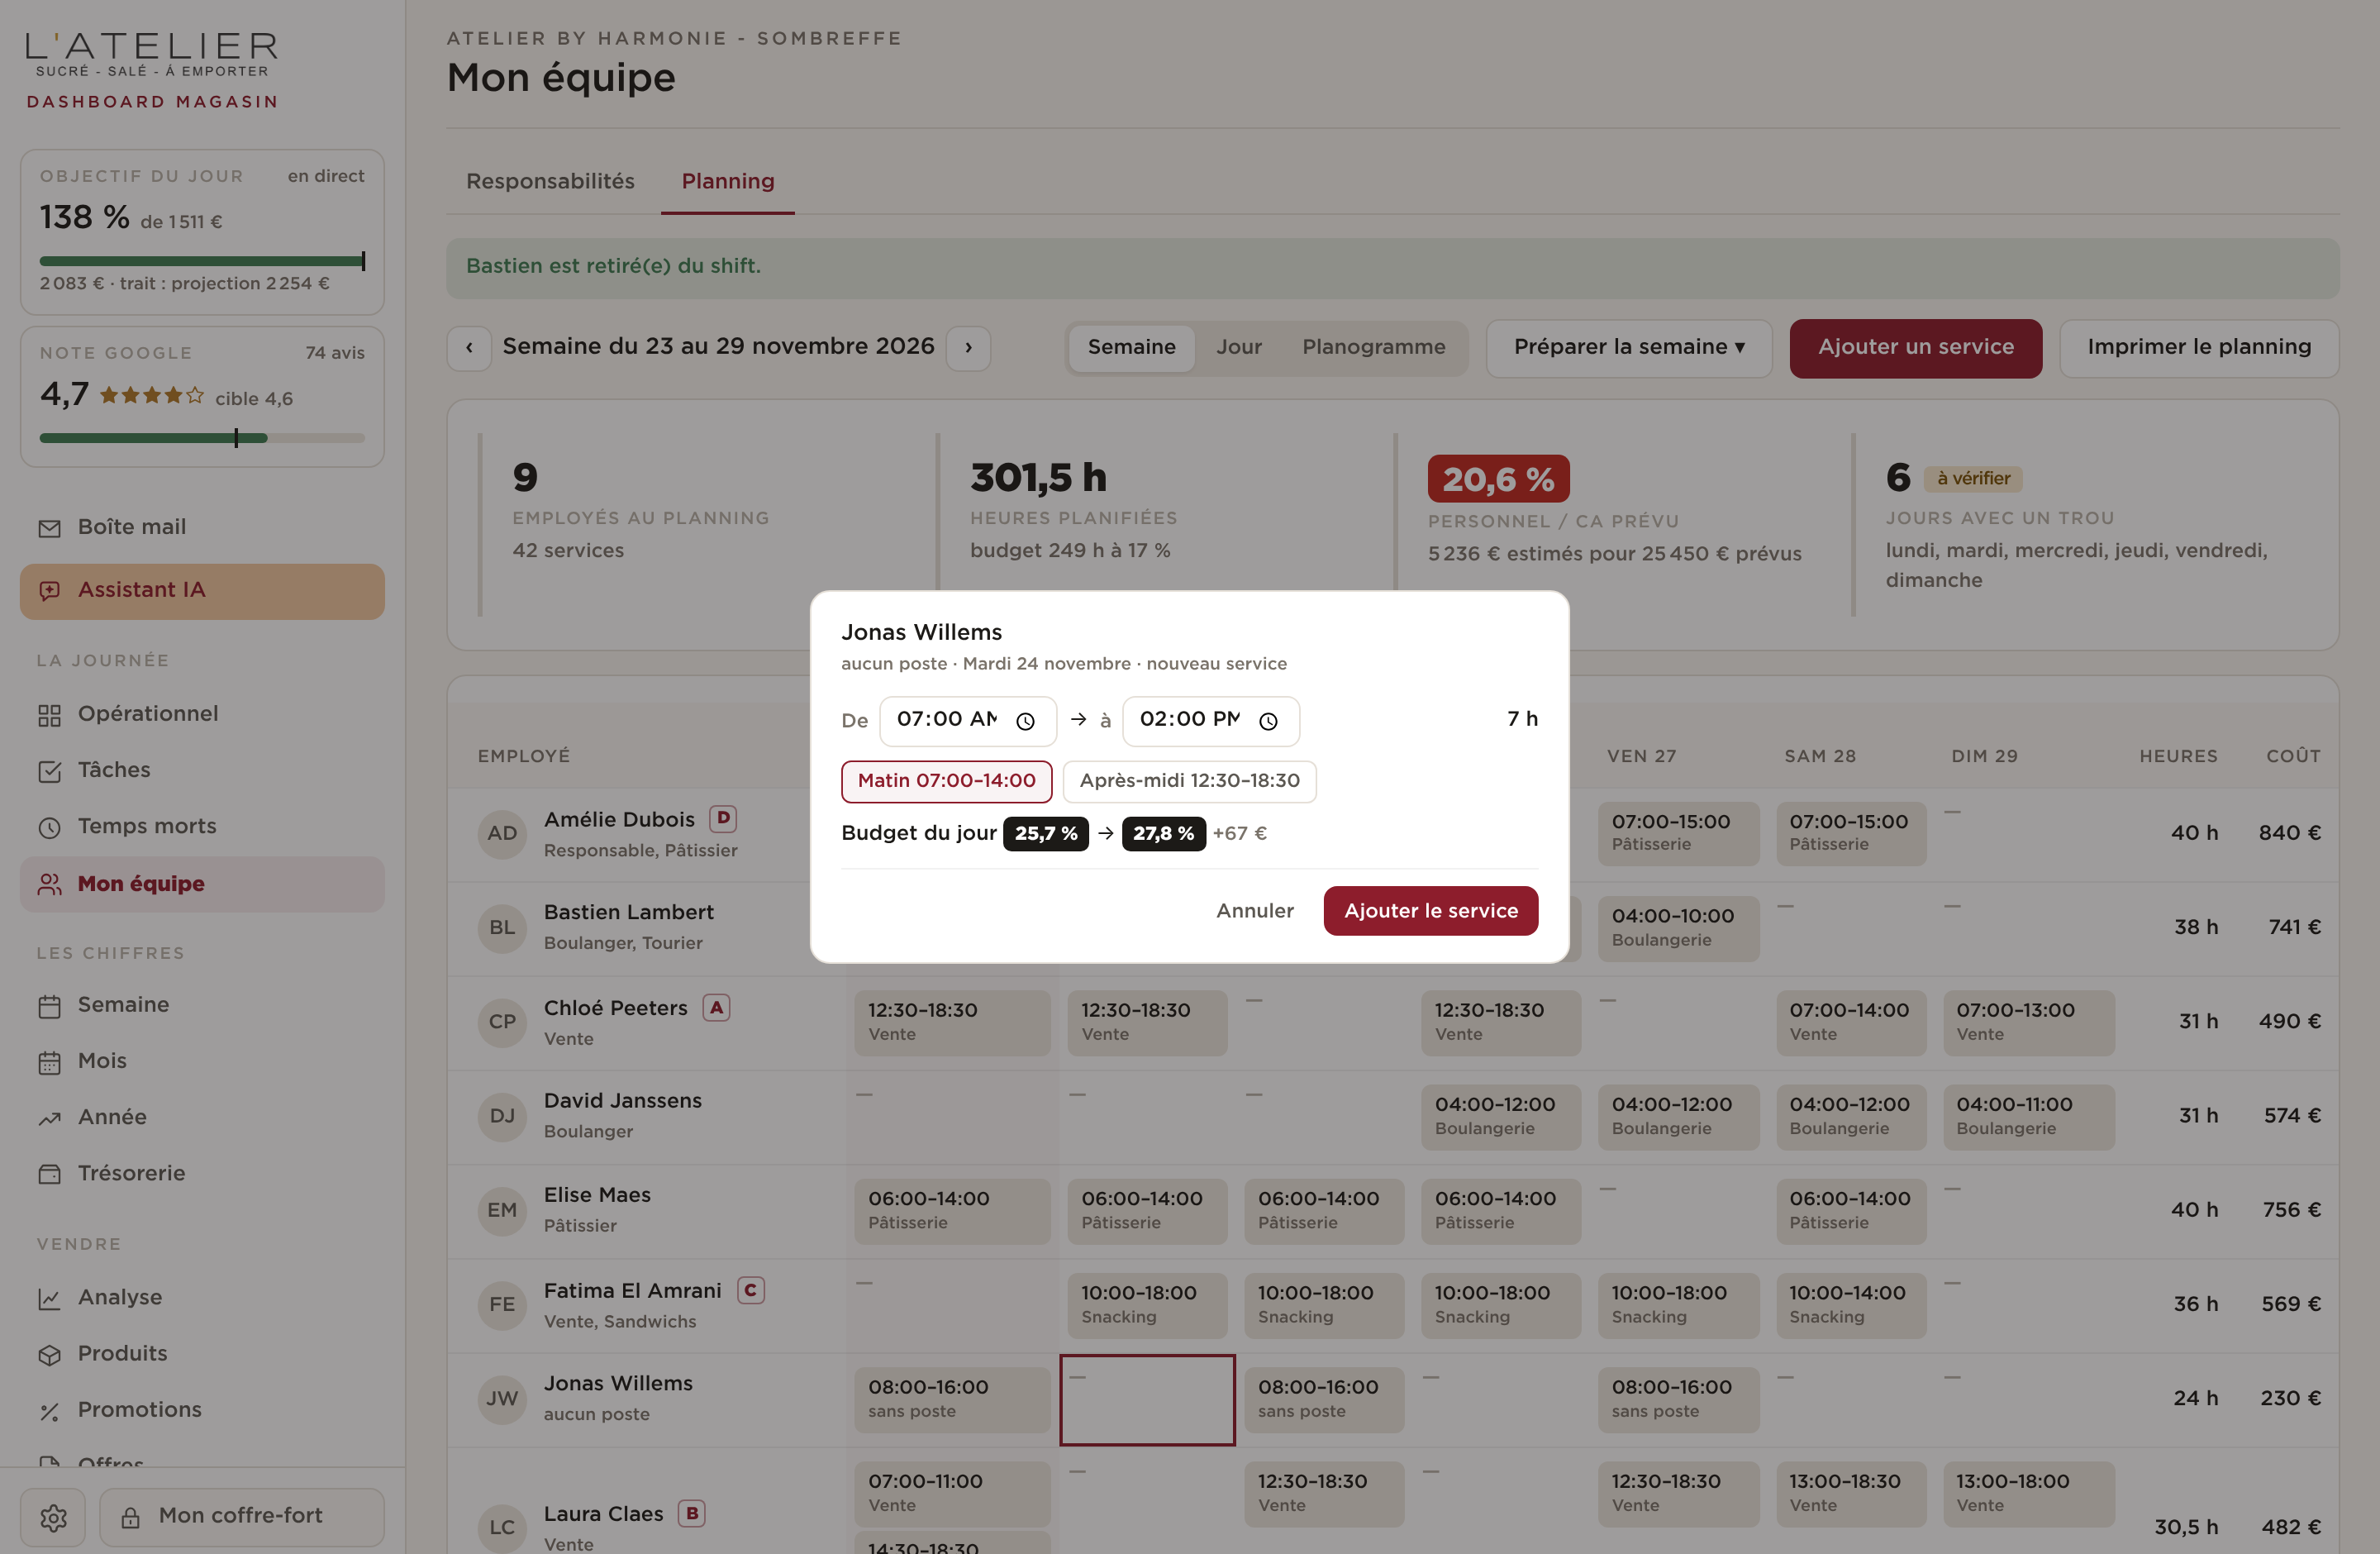 L'ATELIER
SUCRÉ - SALÉ - Á EMPORTER
DASHBOARD MAGASIN
OBJECTIF DU JOUR en direct
138 % de 1 511 €
2 083 € · trait : projection 2 254 €
NOTE GOOGLE 74 avis
4,7 cible 4,6
Boîte mail
Assistant IA
LA JOURNÉE
Opérationnel
Tâches
Temps morts
Mon équipe
LES CHIFFRES
Semaine
Mois
Année
Trésorerie
VENDRE
Analyse
Produits
Promotions
Offres
Mon coffre-fort
ATELIER BY HARMONIE - SOMBREFFE
Mon équipe
Responsabilités Planning
Bastien est retiré(e) du shift.
‹ Semaine du 23 au 29 novembre 2026 › Semaine Jour Planogramme Préparer la semaine ▾ Ajouter un service Imprimer le planning
9
EMPLOYÉS AU PLANNING
42 services
301,5 h
HEURES PLANIFIÉES
budget 249 h à 17 %
20,6 %
PERSONNEL / CA PRÉVU
5 236 € estimés pour 25 450 € prévus
6 à vérifier
JOURS AVEC UN TROU
lundi, mardi, mercredi, jeudi, vendredi,
dimanche
Jonas Willems
aucun poste · Mardi 24 novembre · nouveau service
De 07:00 AM → à 02:00 PM 7 h
Matin 07:00–14:00 Après-midi 12:30–18:30
Budget du jour 25,7 % → 27,8 % +67 €
Annuler Ajouter le service
EMPLOYÉ VEN 27 SAM 28 DIM 29 HEURES COÛT
AD Amélie Dubois D 07:00–15:00 07:00–15:00 — 40 h 840 €
Responsable, Pâtissier Pâtisserie Pâtisserie
BL Bastien Lambert 04:00–10:00 — — 38 h 741 €
Boulanger, Tourier Boulangerie
CP Chloé Peeters A 12:30–18:30 12:30–18:30 — 12:30–18:30 — 07:00–14:00 07:00–13:00 31 h 490 €
Vente Vente Vente Vente Vente Vente
DJ David Janssens — — — 04:00–12:00 04:00–12:00 04:00–12:00 04:00–11:00 31 h 574 €
Boulanger Boulangerie Boulangerie Boulangerie Boulangerie
EM Elise Maes 06:00–14:00 06:00–14:00 06:00–14:00 06:00–14:00 — 06:00–14:00 — 40 h 756 €
Pâtissier Pâtisserie Pâtisserie Pâtisserie Pâtisserie Pâtisserie
FE Fatima El Amrani C — 10:00–18:00 10:00–18:00 10:00–18:00 10:00–18:00 10:00–14:00 — 36 h 569 €
Vente, Sandwichs Snacking Snacking Snacking Snacking Snacking
JW Jonas Willems 08:00–16:00 — 08:00–16:00 — 08:00–16:00 — — 24 h 230 €
aucun poste sans poste sans poste sans poste
LC Laura Claes B 07:00–11:00 — 12:30–18:30 — 12:30–18:30 13:00–18:30 13:00–18:00 30,5 h 482 €
Vente Vente Vente Vente Vente Vente
14:30–18:30